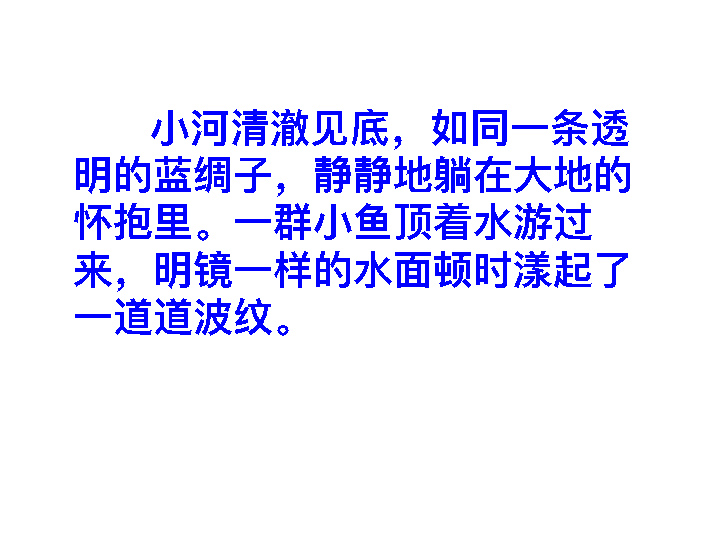 小河清澈见底，如同一条透
明的蓝绸子，静静地躺在大地的
怀抱里。一群小鱼顶着水游过
来，明镜一样的水面顿时漾起了
一道道波纹。